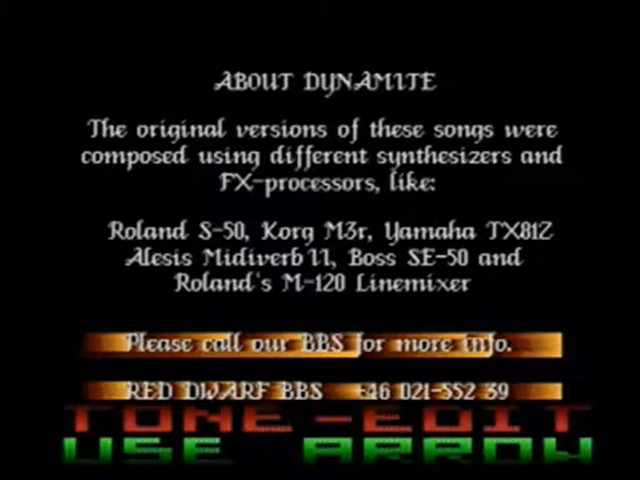 ABOUT DYNAMITE
The original versions of these songs were
composed using different synthesizers and
FX-processors, like:
Roland S-50, Korg M3r, Yamaha TX81Z
Alesis Midiverb II, Boss SE-50 and
Roland's M-120 Linemixer
Please call our BBS for more info.
RED DWARF BBS +46 021-552 39
TONE-EDIT
USE ARROW